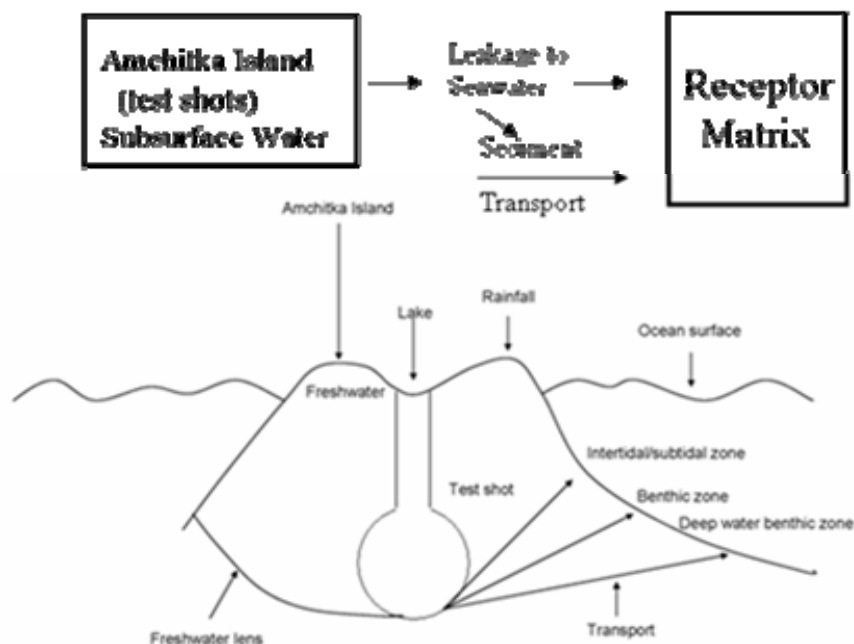 Amchitka Island
(test shots)
Subsurface Water
Leakage to
Seawater
Sediment
Transport
Receptor
Matrix
Amchitka Island
Lake
Rainfall
Ocean surface
Freshwater
Intertidal/subtidal zone
Test shot
Benthic zone
Deep water benthic zone
Freshwater lens
Transport